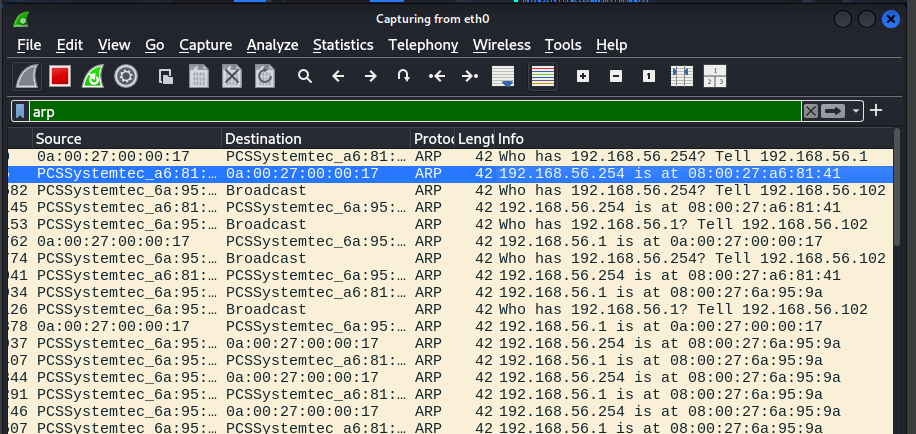 Capturing from eth0
File Edit View Go Capture Analyze Statistics Telephony Wireless Tools Help
arp
Source Destination Protoc Lengt Info
0a:00:27:00:00:17 PCSSystemtec_a6:81:… ARP 42 Who has 192.168.56.254? Tell 192.168.56.1
PCSSystemtec_a6:81:… 0a:00:27:00:00:17 ARP 42 192.168.56.254 is at 08:00:27:a6:81:41
582 PCSSystemtec_6a:95:… Broadcast ARP 42 Who has 192.168.56.254? Tell 192.168.56.102
145 PCSSystemtec_a6:81:… PCSSystemtec_6a:95:… ARP 42 192.168.56.254 is at 08:00:27:a6:81:41
153 PCSSystemtec_6a:95:… Broadcast ARP 42 Who has 192.168.56.1? Tell 192.168.56.102
762 0a:00:27:00:00:17 PCSSystemtec_6a:95:… ARP 42 192.168.56.1 is at 0a:00:27:00:00:17
774 PCSSystemtec_6a:95:… Broadcast ARP 42 Who has 192.168.56.254? Tell 192.168.56.102
941 PCSSystemtec_a6:81:… PCSSystemtec_6a:95:… ARP 42 192.168.56.254 is at 08:00:27:a6:81:41
934 PCSSystemtec_6a:95:… PCSSystemtec_a6:81:… ARP 42 192.168.56.1 is at 08:00:27:6a:95:9a
126 PCSSystemtec_6a:95:… Broadcast ARP 42 Who has 192.168.56.1? Tell 192.168.56.102
378 0a:00:27:00:00:17 PCSSystemtec_6a:95:… ARP 42 192.168.56.1 is at 0a:00:27:00:00:17
937 PCSSystemtec_6a:95:… 0a:00:27:00:00:17 ARP 42 192.168.56.254 is at 08:00:27:6a:95:9a
407 PCSSystemtec_6a:95:… PCSSystemtec_a6:81:… ARP 42 192.168.56.1 is at 08:00:27:6a:95:9a
844 PCSSystemtec_6a:95:… 0a:00:27:00:00:17 ARP 42 192.168.56.254 is at 08:00:27:6a:95:9a
291 PCSSystemtec_6a:95:… PCSSystemtec_a6:81:… ARP 42 192.168.56.1 is at 08:00:27:6a:95:9a
746 PCSSystemtec_6a:95:… 0a:00:27:00:00:17 ARP 42 192.168.56.254 is at 08:00:27:6a:95:9a
307 PCSSystemtec_6a:95:… PCSSystemtec_a6:81:… ARP 42 192.168.56.1 is at 08:00:27:6a:95:9a